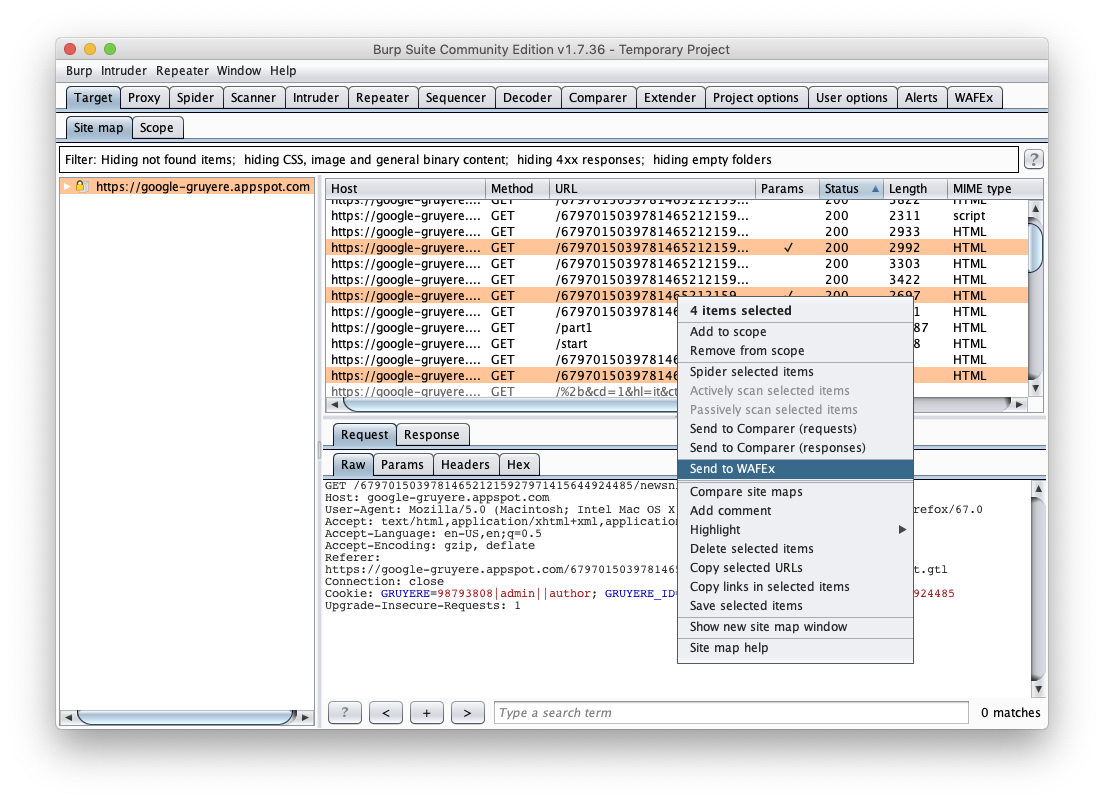 Burp Suite Community Edition v1.7.36 - Temporary Project
Burp Intruder Repeater Window Help
Target Proxy Spider Scanner Intruder Repeater Sequencer Decoder Comparer Extender Project options User options Alerts WAFEx
Site map Scope
Filter: Hiding not found items; hiding CSS, image and general binary content; hiding 4xx responses; hiding empty folders ?
https://google-gruyere.appspot.com
Host Method URL Params Status Length MIME type
https://google-gruyere.... GET /6797015039781465212159... 200 3822 HTML
https://google-gruyere.... GET /6797015039781465212159... 200 2311 script
https://google-gruyere.... GET /6797015039781465212159... 200 2933 HTML
https://google-gruyere.... GET /6797015039781465212159... ✓ 200 2992 HTML
https://google-gruyere.... GET /6797015039781465212159... 200 3303 HTML
https://google-gruyere.... GET /6797015039781465212159... 200 3422 HTML
https://google-gruyere.... GET /6797015039781465212159... ✓ 200 2697 HTML
https://google-gruyere.... GET /67970150397814 1 HTML
https://google-gruyere.... GET /part1 87 HTML
https://google-gruyere.... GET /start 8 HTML
https://google-gruyere.... GET /67970150397814 HTML
https://google-gruyere.... GET /67970150397814 HTML
https://google-gruyere.... GET /%2b&cd=1&hl=it&ct
4 items selected
Add to scope
Remove from scope
Spider selected items
Actively scan selected items
Passively scan selected items
Send to Comparer (requests)
Send to Comparer (responses)
Send to WAFEx
Compare site maps
Add comment
Highlight
Delete selected items
Copy selected URLs
Copy links in selected items
Save selected items
Show new site map window
Site map help
Request Response
Raw Params Headers Hex
GET /679701503978146521215927971415644924485/newsn
Host: google-gruyere.appspot.com
User-Agent: Mozilla/5.0 (Macintosh; Intel Mac OS X refox/67.0
Accept: text/html,application/xhtml+xml,application
Accept-Language: en-US,en;q=0.5
Accept-Encoding: gzip, deflate
Referer:
https://google-gruyere.appspot.com/6797015039781465 t.gtl
Connection: close
Cookie: GRUYERE=98793808|admin||author; GRUYERE_ID= 924485
Upgrade-Insecure-Requests: 1
? < + > Type a search term 0 matches